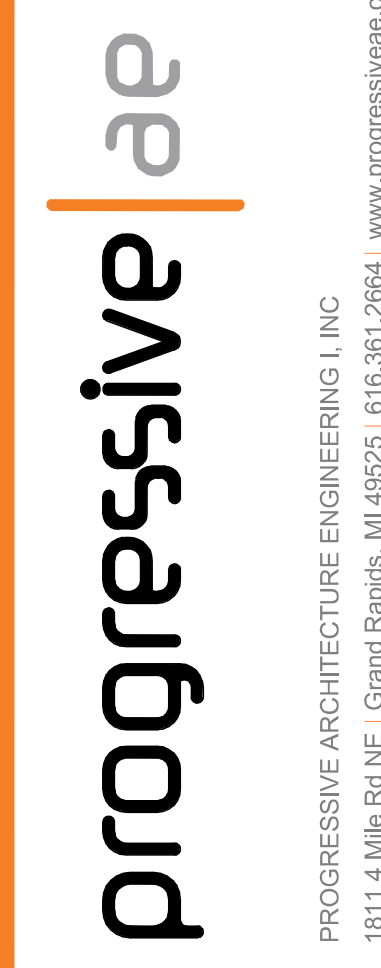 progressive | ae
PROGRESSIVE ARCHITECTURE ENGINEERING I, INC
1811 4 Mile Rd NE | Grand Rapids, MI 49525 | 616.361.2664 | www.progressiveae.c